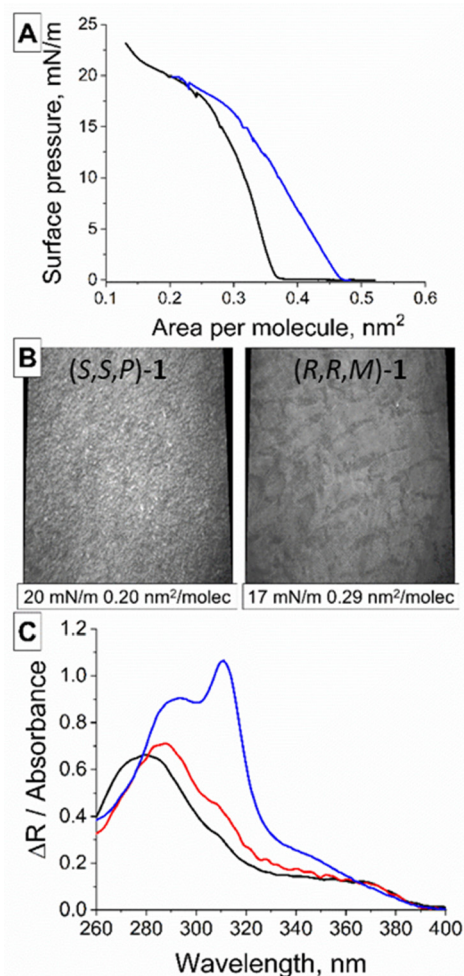 A
Surface pressure, mN/m
25
20
15
10
5
0
0.1 0.2 0.3 0.4 0.5 0.6
Area per molecule, nm²
B
(S,S,P)-1 (R,R,M)-1
20 mN/m 0.20 nm²/molec 17 mN/m 0.29 nm²/molec
C
ΔR / Absorbance
1.2
1.0
0.8
0.6
0.4
0.2
0.0
260 280 300 320 340 360 380 400
Wavelength, nm